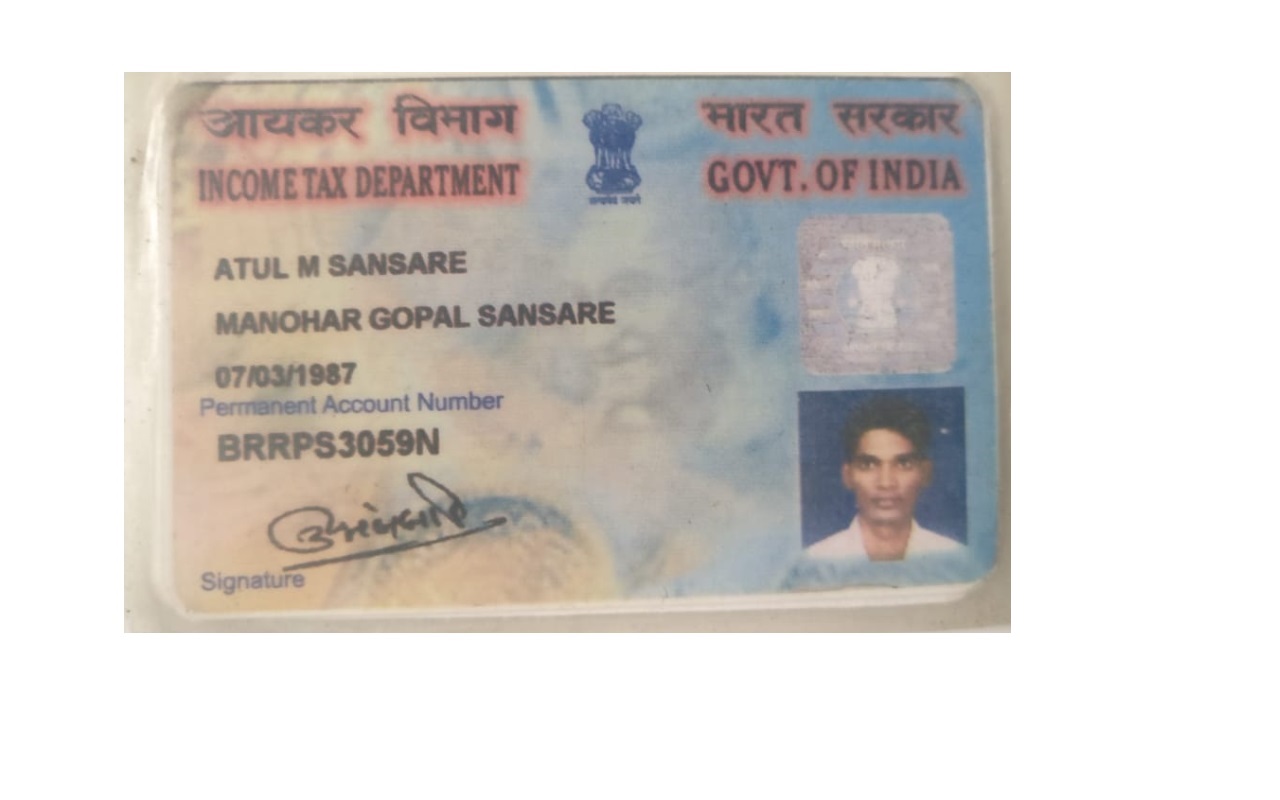 आयकर विभाग
INCOME TAX DEPARTMENT
सत्यमेव जयते
भारत सरकार
GOVT. OF INDIA
ATUL M SANSARE
MANOHAR GOPAL SANSARE
07/03/1987
Permanent Account Number
BRRPS3059N
Signature